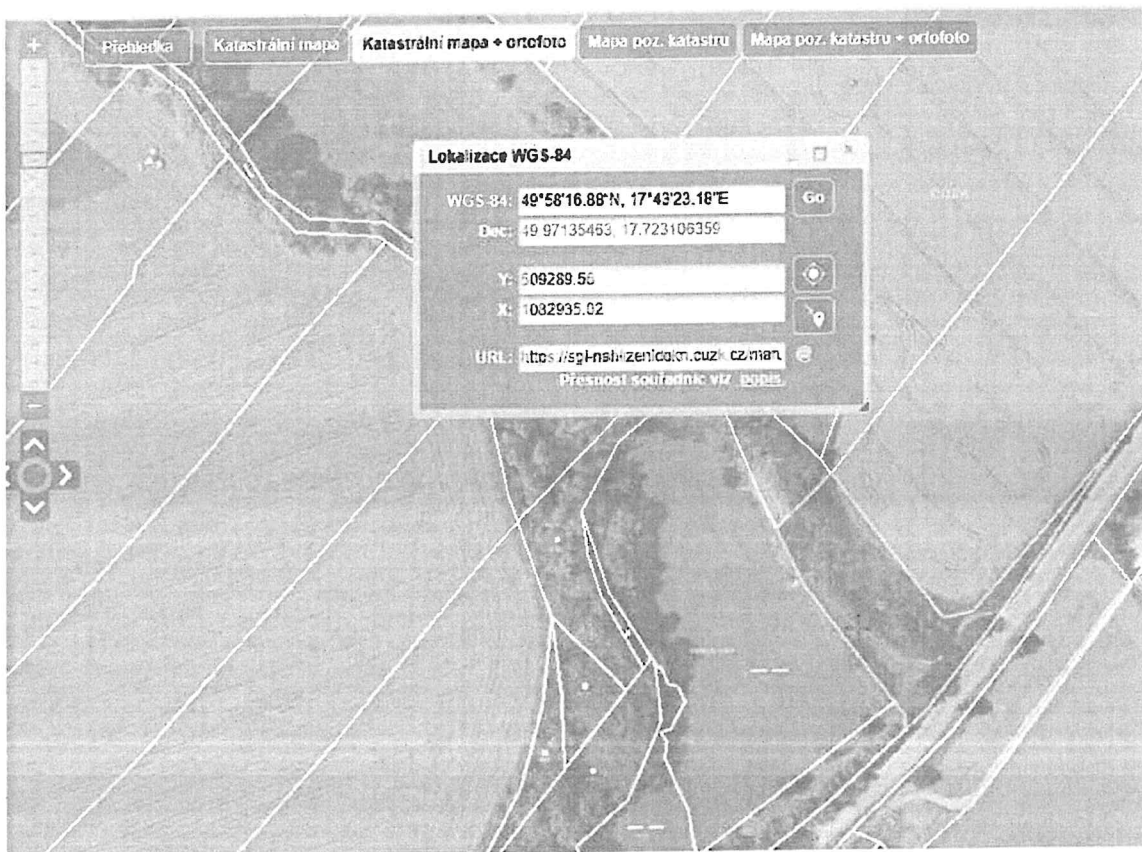 Přehledka
Katastrální mapa
Katastrální mapa + ortofoto
Mapa poz. katastru
Mapa poz. katastru + ortofoto
Lokalizace WGS-84
WGS-84: 49°58'16.88"N, 17°43'23.18"E
Go
Dec: 49.97135463, 17.723106359
Y: 509289.56
X: 1082935.02
URL:
Přesnost souřadnic viz popis.